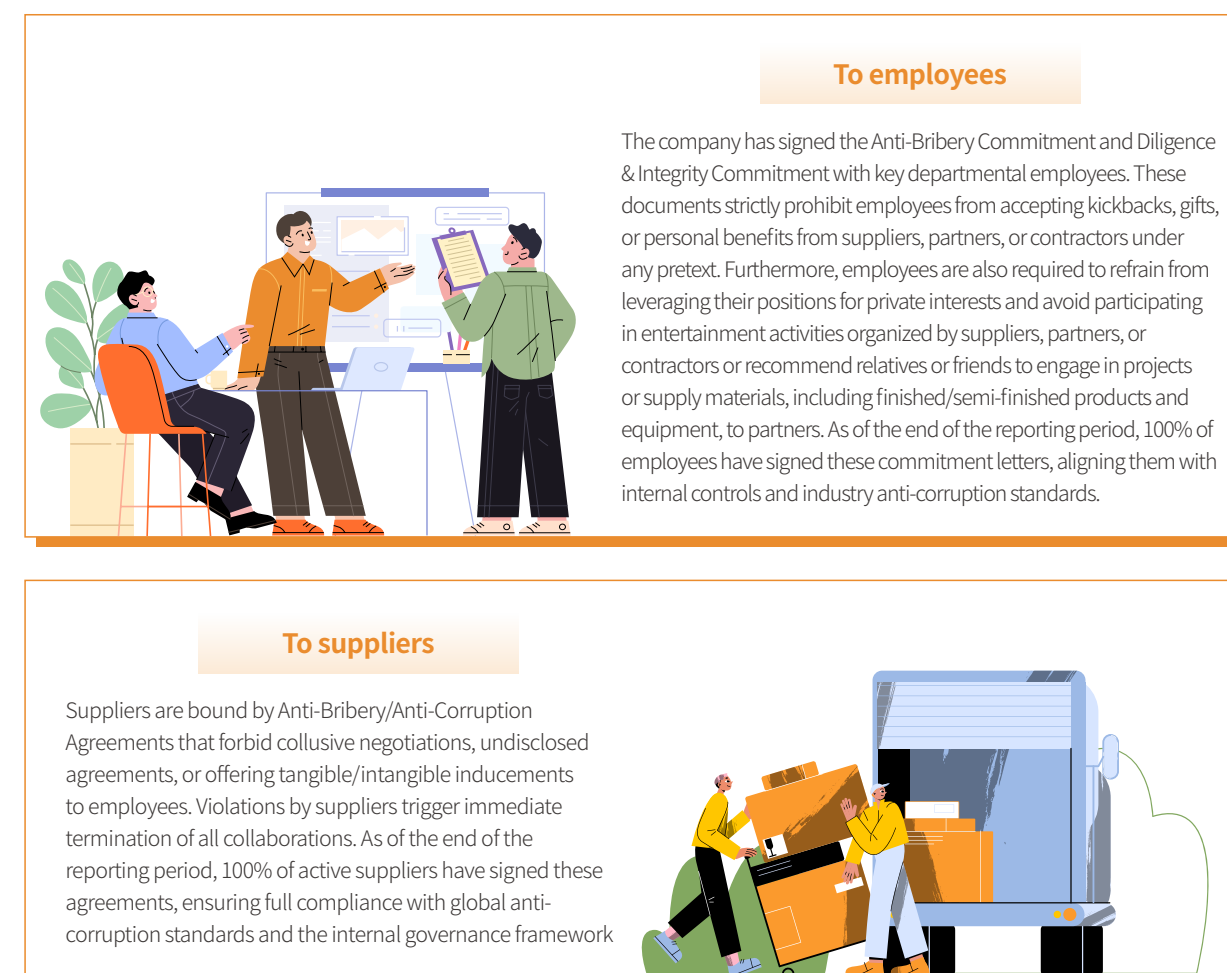 To employees
The company has signed the Anti-Bribery Commitment and Diligence
& Integrity Commitment with key departmental employees. These
documents strictly prohibit employees from accepting kickbacks, gifts,
or personal benefits from suppliers, partners, or contractors under
any pretext. Furthermore, employees are also required to refrain from
leveraging their positions for private interests and avoid participating
in entertainment activities organized by suppliers, partners, or
contractors or recommend relatives or friends to engage in projects
or supply materials, including finished/semi-finished products and
equipment, to partners. As of the end of the reporting period, 100% of
employees have signed these commitment letters, aligning them with
internal controls and industry anti-corruption standards.
To suppliers
Suppliers are bound by Anti-Bribery/Anti-Corruption
Agreements that forbid collusive negotiations, undisclosed
agreements, or offering tangible/intangible inducements
to employees. Violations by suppliers trigger immediate
termination of all collaborations. As of the end of the
reporting period, 100% of active suppliers have signed these
agreements, ensuring full compliance with global anti-
corruption standards and the internal governance framework